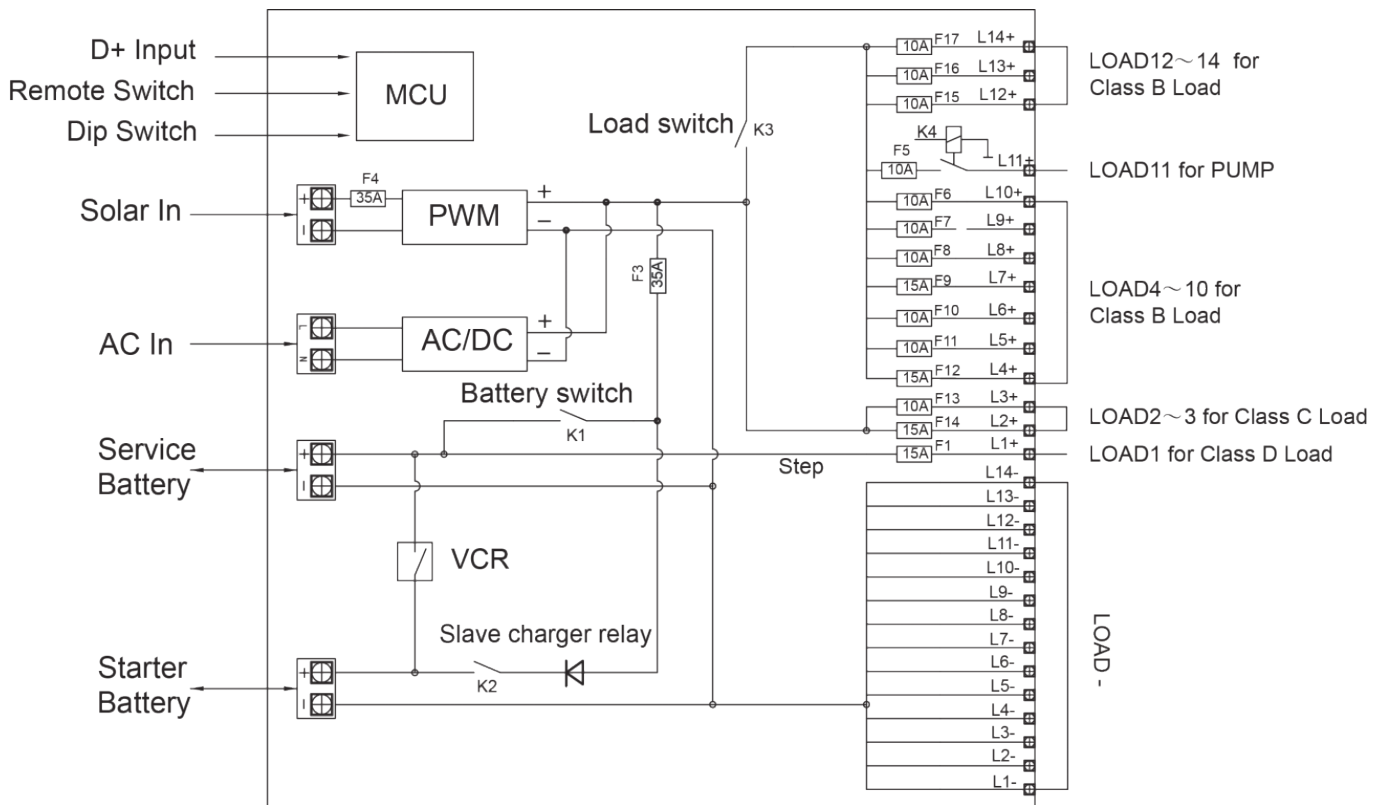 D+ Input
Remote Switch
Dip Switch
MCU
Solar In
+
–
F4
35A
PWM
+
–
F3
35A
AC In
L
N
AC/DC
+
–
Battery switch
K1
Service
Battery
+
–
VCR
Slave charger relay
K2
Starter
Battery
+
–
Load switch
K3
Step
10A F17 L14+
10A F16 L13+
10A F15 L12+
LOAD12～14 for
Class B Load
K4
F5
10A L11+
LOAD11 for PUMP
10A F6 L10+
10A F7 L9+
10A F8 L8+
15A F9 L7+
10A F10 L6+
10A F11 L5+
15A F12 L4+
LOAD4～10 for
Class B Load
10A F13 L3+
15A F14 L2+
LOAD2～3 for Class C Load
15A F1 L1+
LOAD1 for Class D Load
L14-
L13-
L12-
L11-
L10-
L9-
L8-
L7-
L6-
L5-
L4-
L3-
L2-
L1-
LOAD -